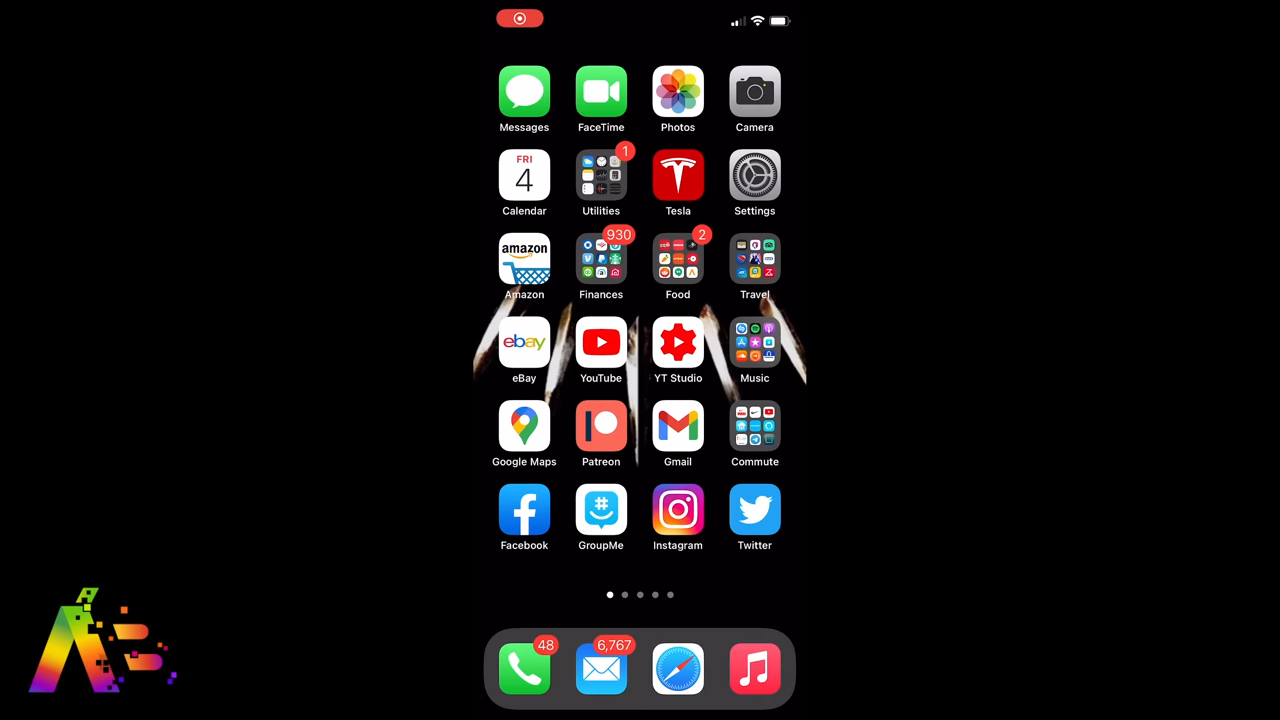 Messages FaceTime Photos Camera
FRI
4
1
Calendar Utilities Tesla Settings
amazon
930
2
Amazon Finances Food Travel
ebay
eBay YouTube YT Studio Music
Google Maps Patreon Gmail Commute
Facebook GroupMe Instagram Twitter
48
6,767
AB